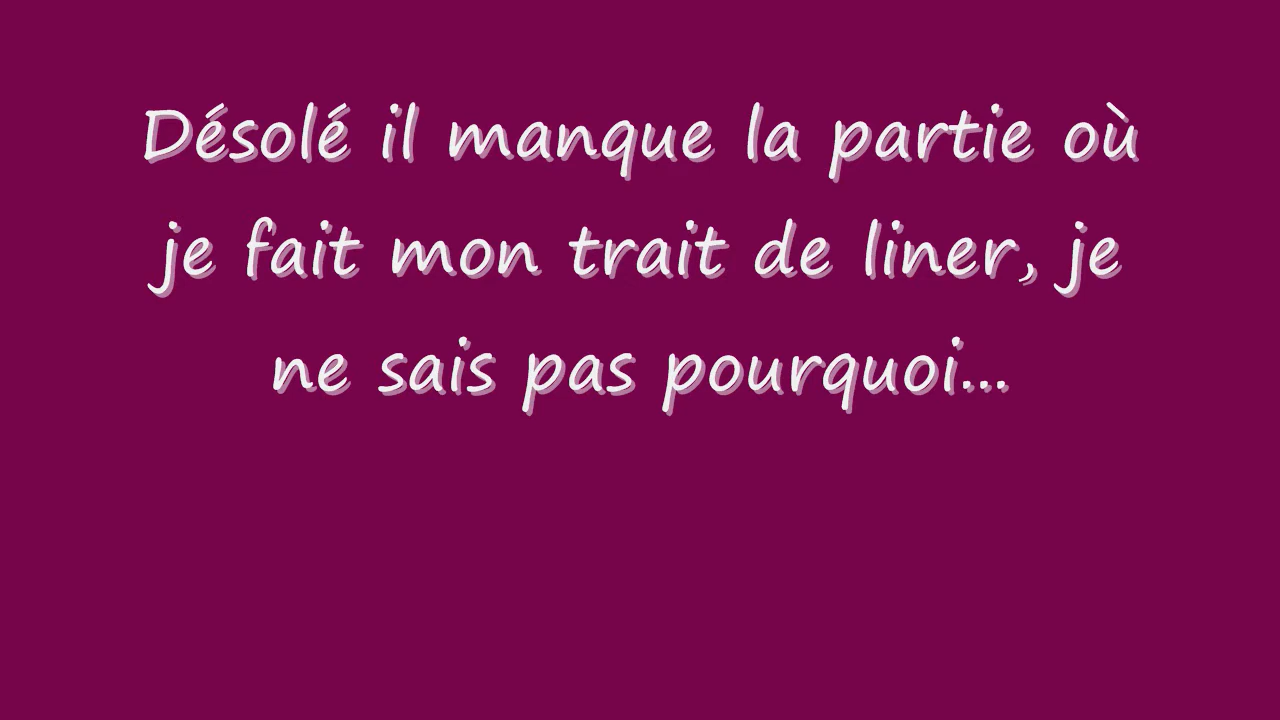 Désolé il manque la partie où
je fait mon trait de liner, je
ne sais pas pourquoi...